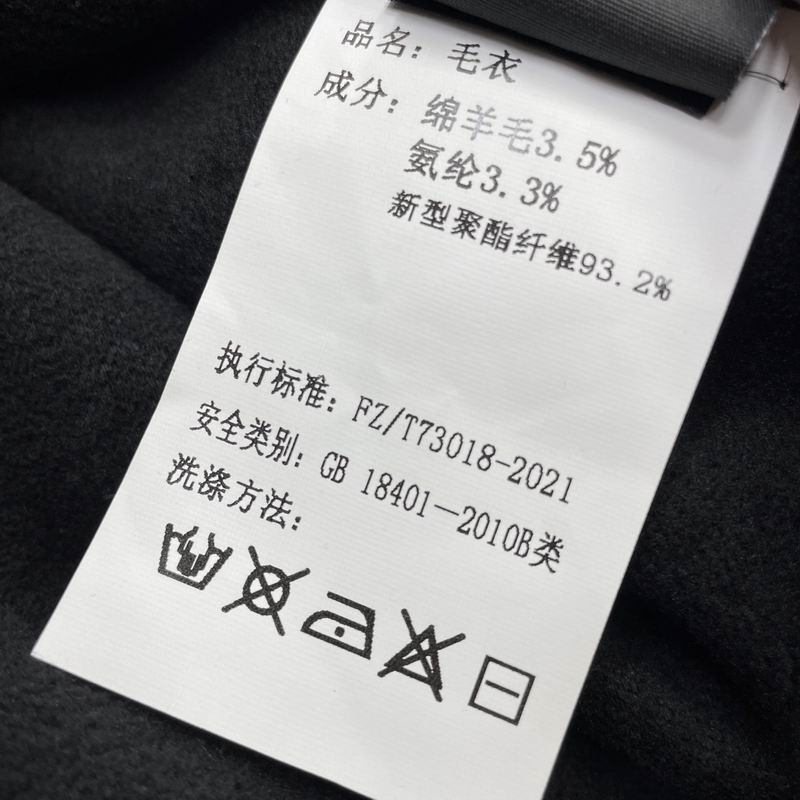 品名：毛衣
成分：绵羊毛3.5%
氨纶3.3%
新型聚酯纤维93.2%
执行标准：FZ/T73018-2021
安全类别：GB 18401—2010B类
洗涤方法：